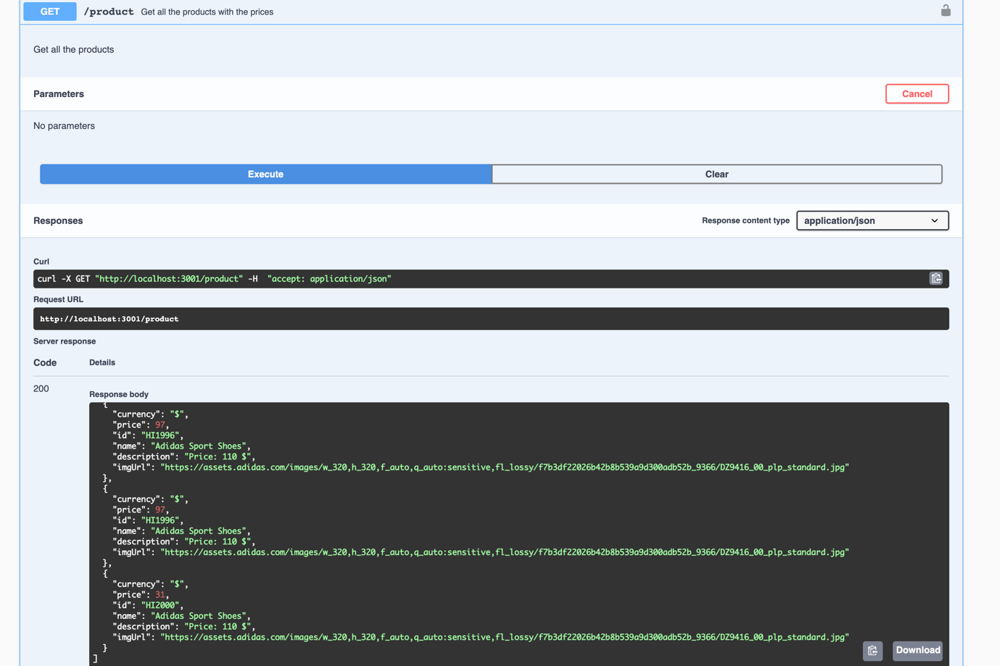 GET /product Get all the products with the prices
Get all the products
Parameters Cancel
No parameters
Execute Clear
Responses Response content type application/json
Curl
curl -X GET "http://localhost:3001/product" -H  "accept: application/json"
Request URL
http://localhost:3001/product
Server response
Code Details
200
Response body
{
"currency": "$",
"price": 97,
"id": "HI1996",
"name": "Adidas Sport Shoes",
"description": "Price: 110 $",
"imgUrl": "https://assets.adidas.com/images/w_320,h_320,f_auto,q_auto:sensitive,fl_lossy/f7b3df22026b42b8b539a9d300adb52b_9366/DZ9416_00_plp_standard.jpg"
},
{
"currency": "$",
"price": 97,
"id": "HI1996",
"name": "Adidas Sport Shoes",
"description": "Price: 110 $",
"imgUrl": "https://assets.adidas.com/images/w_320,h_320,f_auto,q_auto:sensitive,fl_lossy/f7b3df22026b42b8b539a9d300adb52b_9366/DZ9416_00_plp_standard.jpg"
},
{
"currency": "$",
"price": 31,
"id": "HI2000",
"name": "Adidas Sport Shoes",
"description": "Price: 110 $",
"imgUrl": "https://assets.adidas.com/images/w_320,h_320,f_auto,q_auto:sensitive,fl_lossy/f7b3df22026b42b8b539a9d300adb52b_9366/DZ9416_00_plp_standard.jpg"
}
]
Download